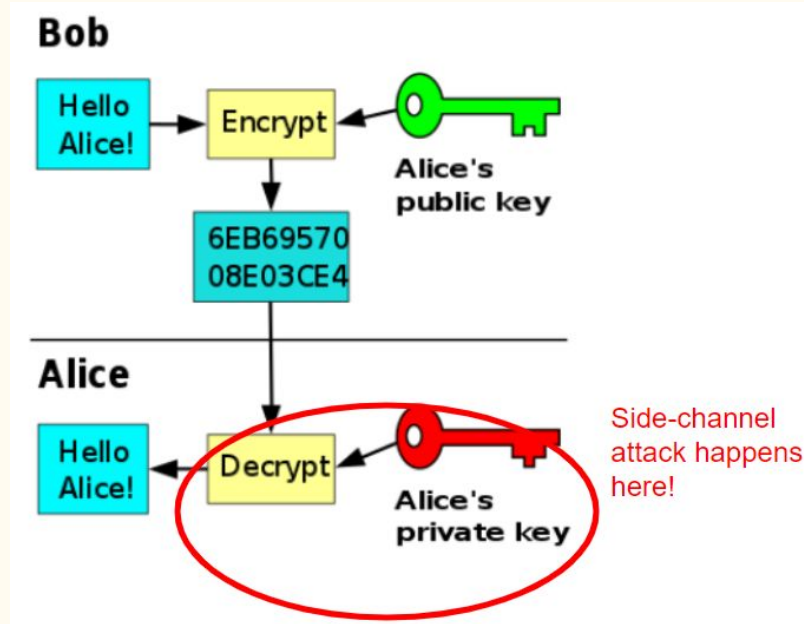 Bob
Hello
Alice!
Encrypt
Alice's
public key
6EB69570
08E03CE4
Alice
Hello
Alice!
Decrypt
Alice's
private key
Side-channel
attack happens
here!